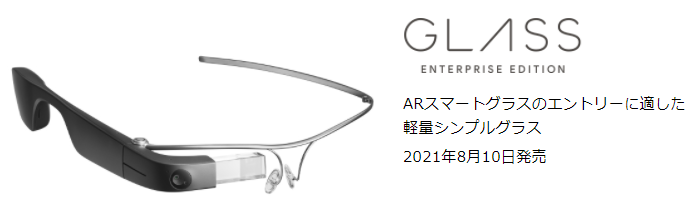 GLASS
ENTERPRISE EDITION
ARスマートグラスのエントリーに適した
軽量シンプルグラス
2021年8月10日発売